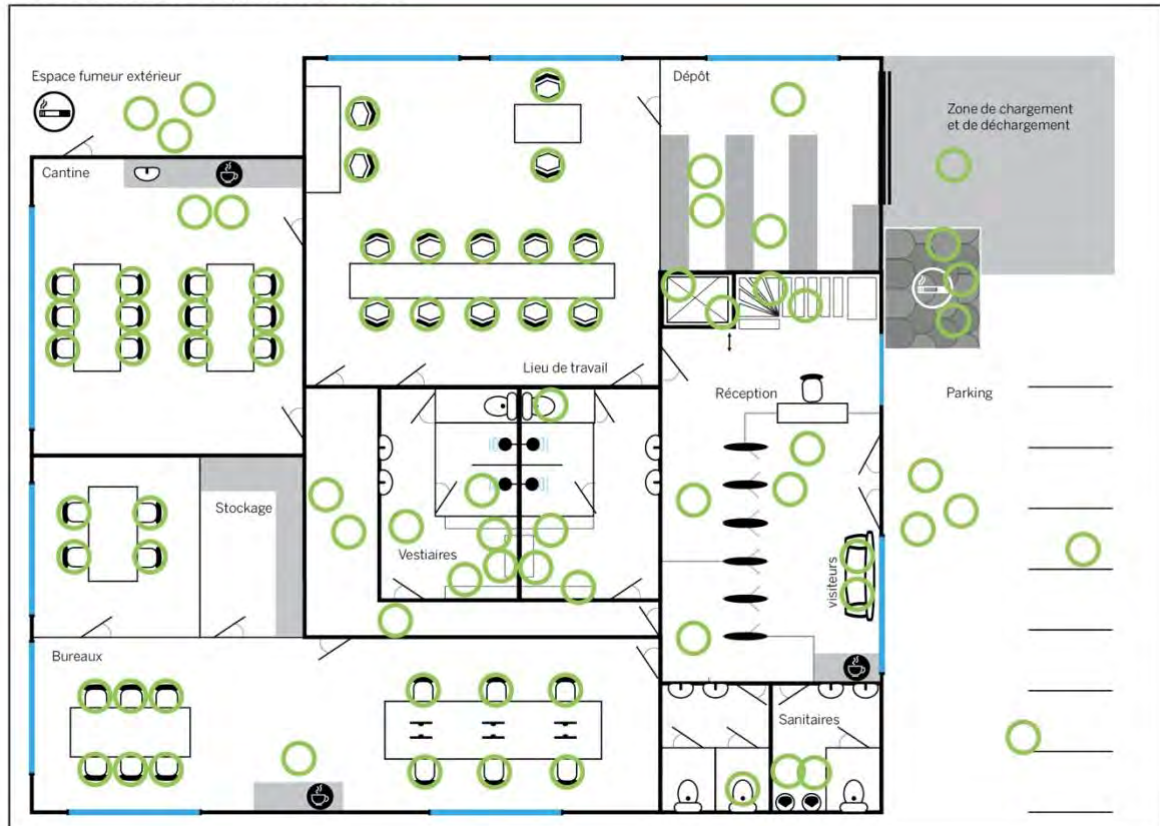 Espace fumeur extérieur
Dépôt
Zone de chargement
et de déchargement
Cantine
Lieu de travail
Réception
Parking
Stockage
Vestiaires
visiteurs
Bureaux
Sanitaires